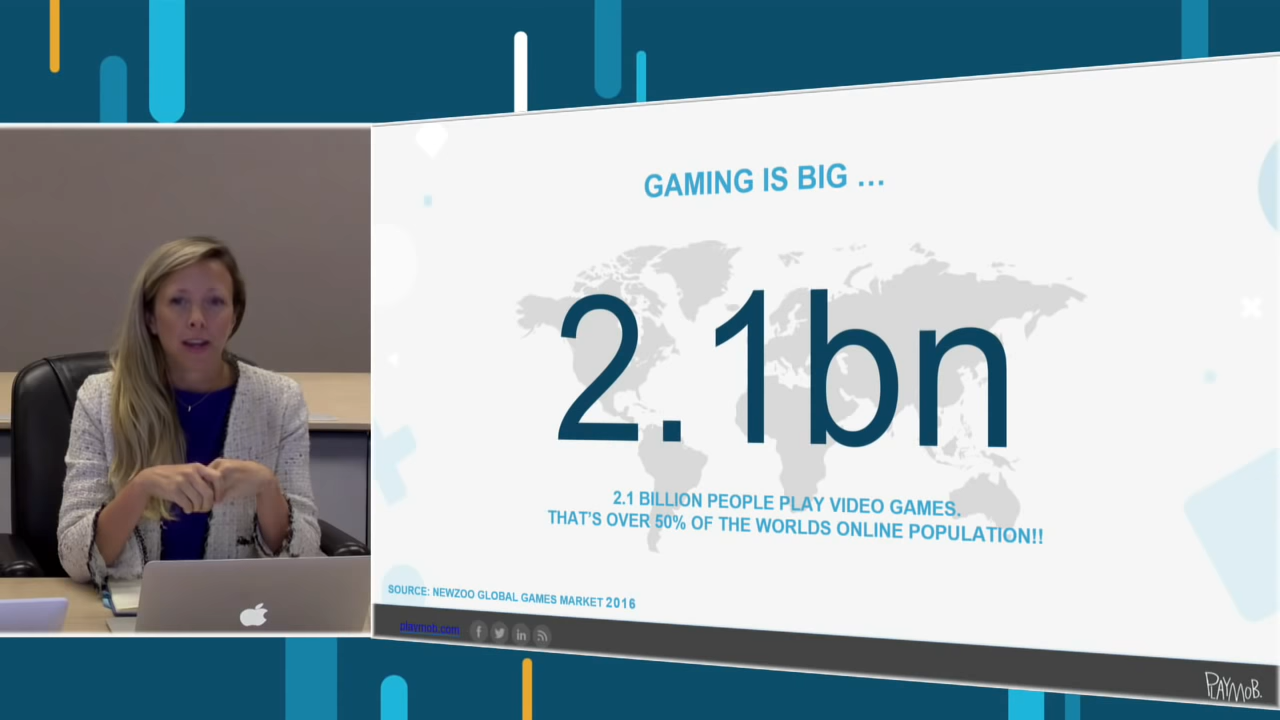 GAMING IS BIG ...
2.1bn
2.1 BILLION PEOPLE PLAY VIDEO GAMES.
THAT'S OVER 50% OF THE WORLDS ONLINE POPULATION!!
SOURCE: NEWZOO GLOBAL GAMES MARKET 2016
playmob.com
PLAYMOB.